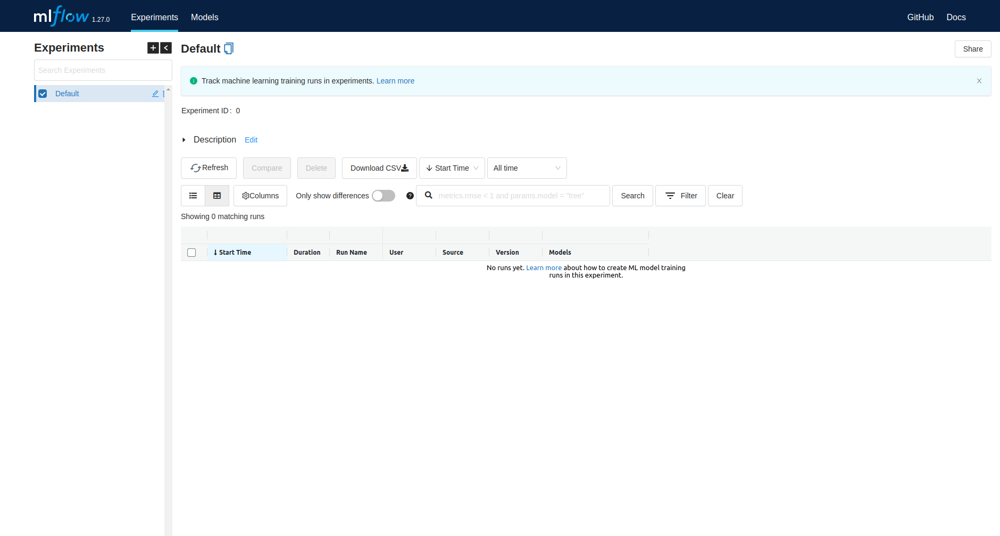 mlflow 1.27.0 Experiments Models GitHub Docs
Experiments
Search Experiments
Default
Default
Share
Track machine learning training runs in experiments. Learn more
Experiment ID: 0
Description Edit
Refresh Compare Delete Download CSV Start Time All time
Columns Only show differences metrics.rmse < 1 and params.model = "tree" Search Filter Clear
Showing 0 matching runs
Start Time Duration Run Name User Source Version Models
No runs yet. Learn more about how to create ML model training
runs in this experiment.